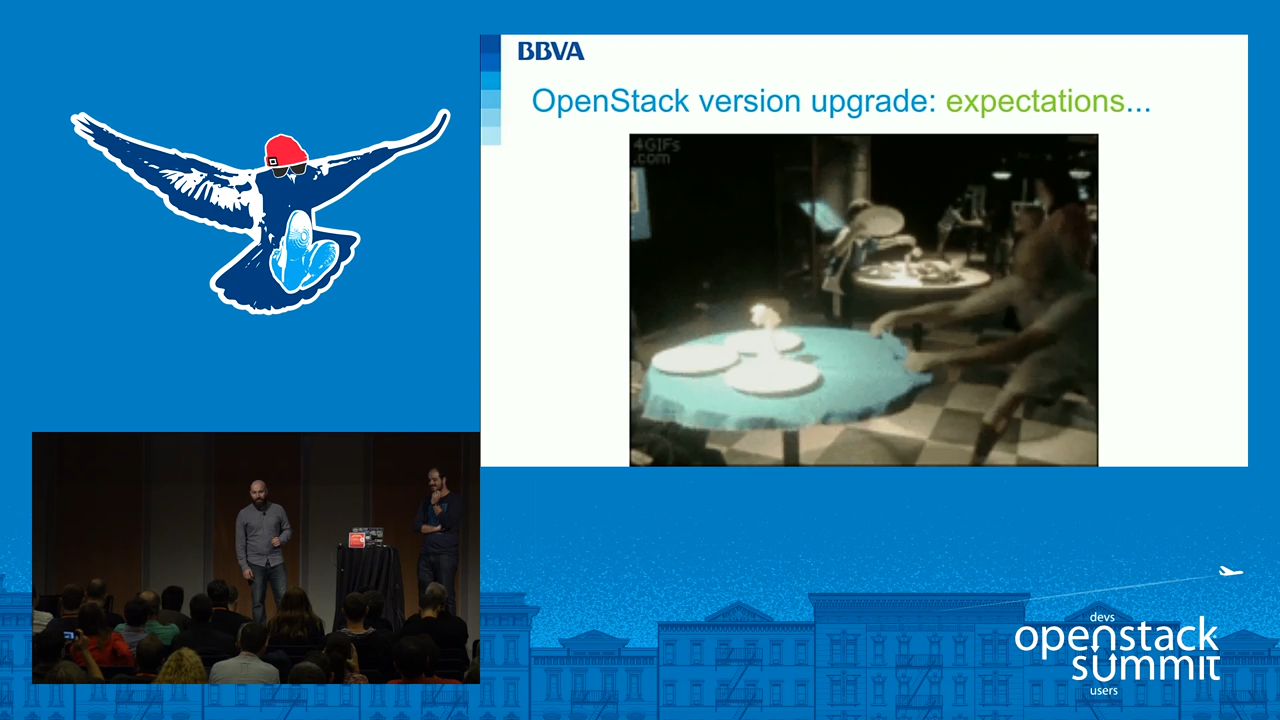 BBVA
OpenStack version upgrade: expectations...
4GIFs
.com
devs
openstack
summit
users